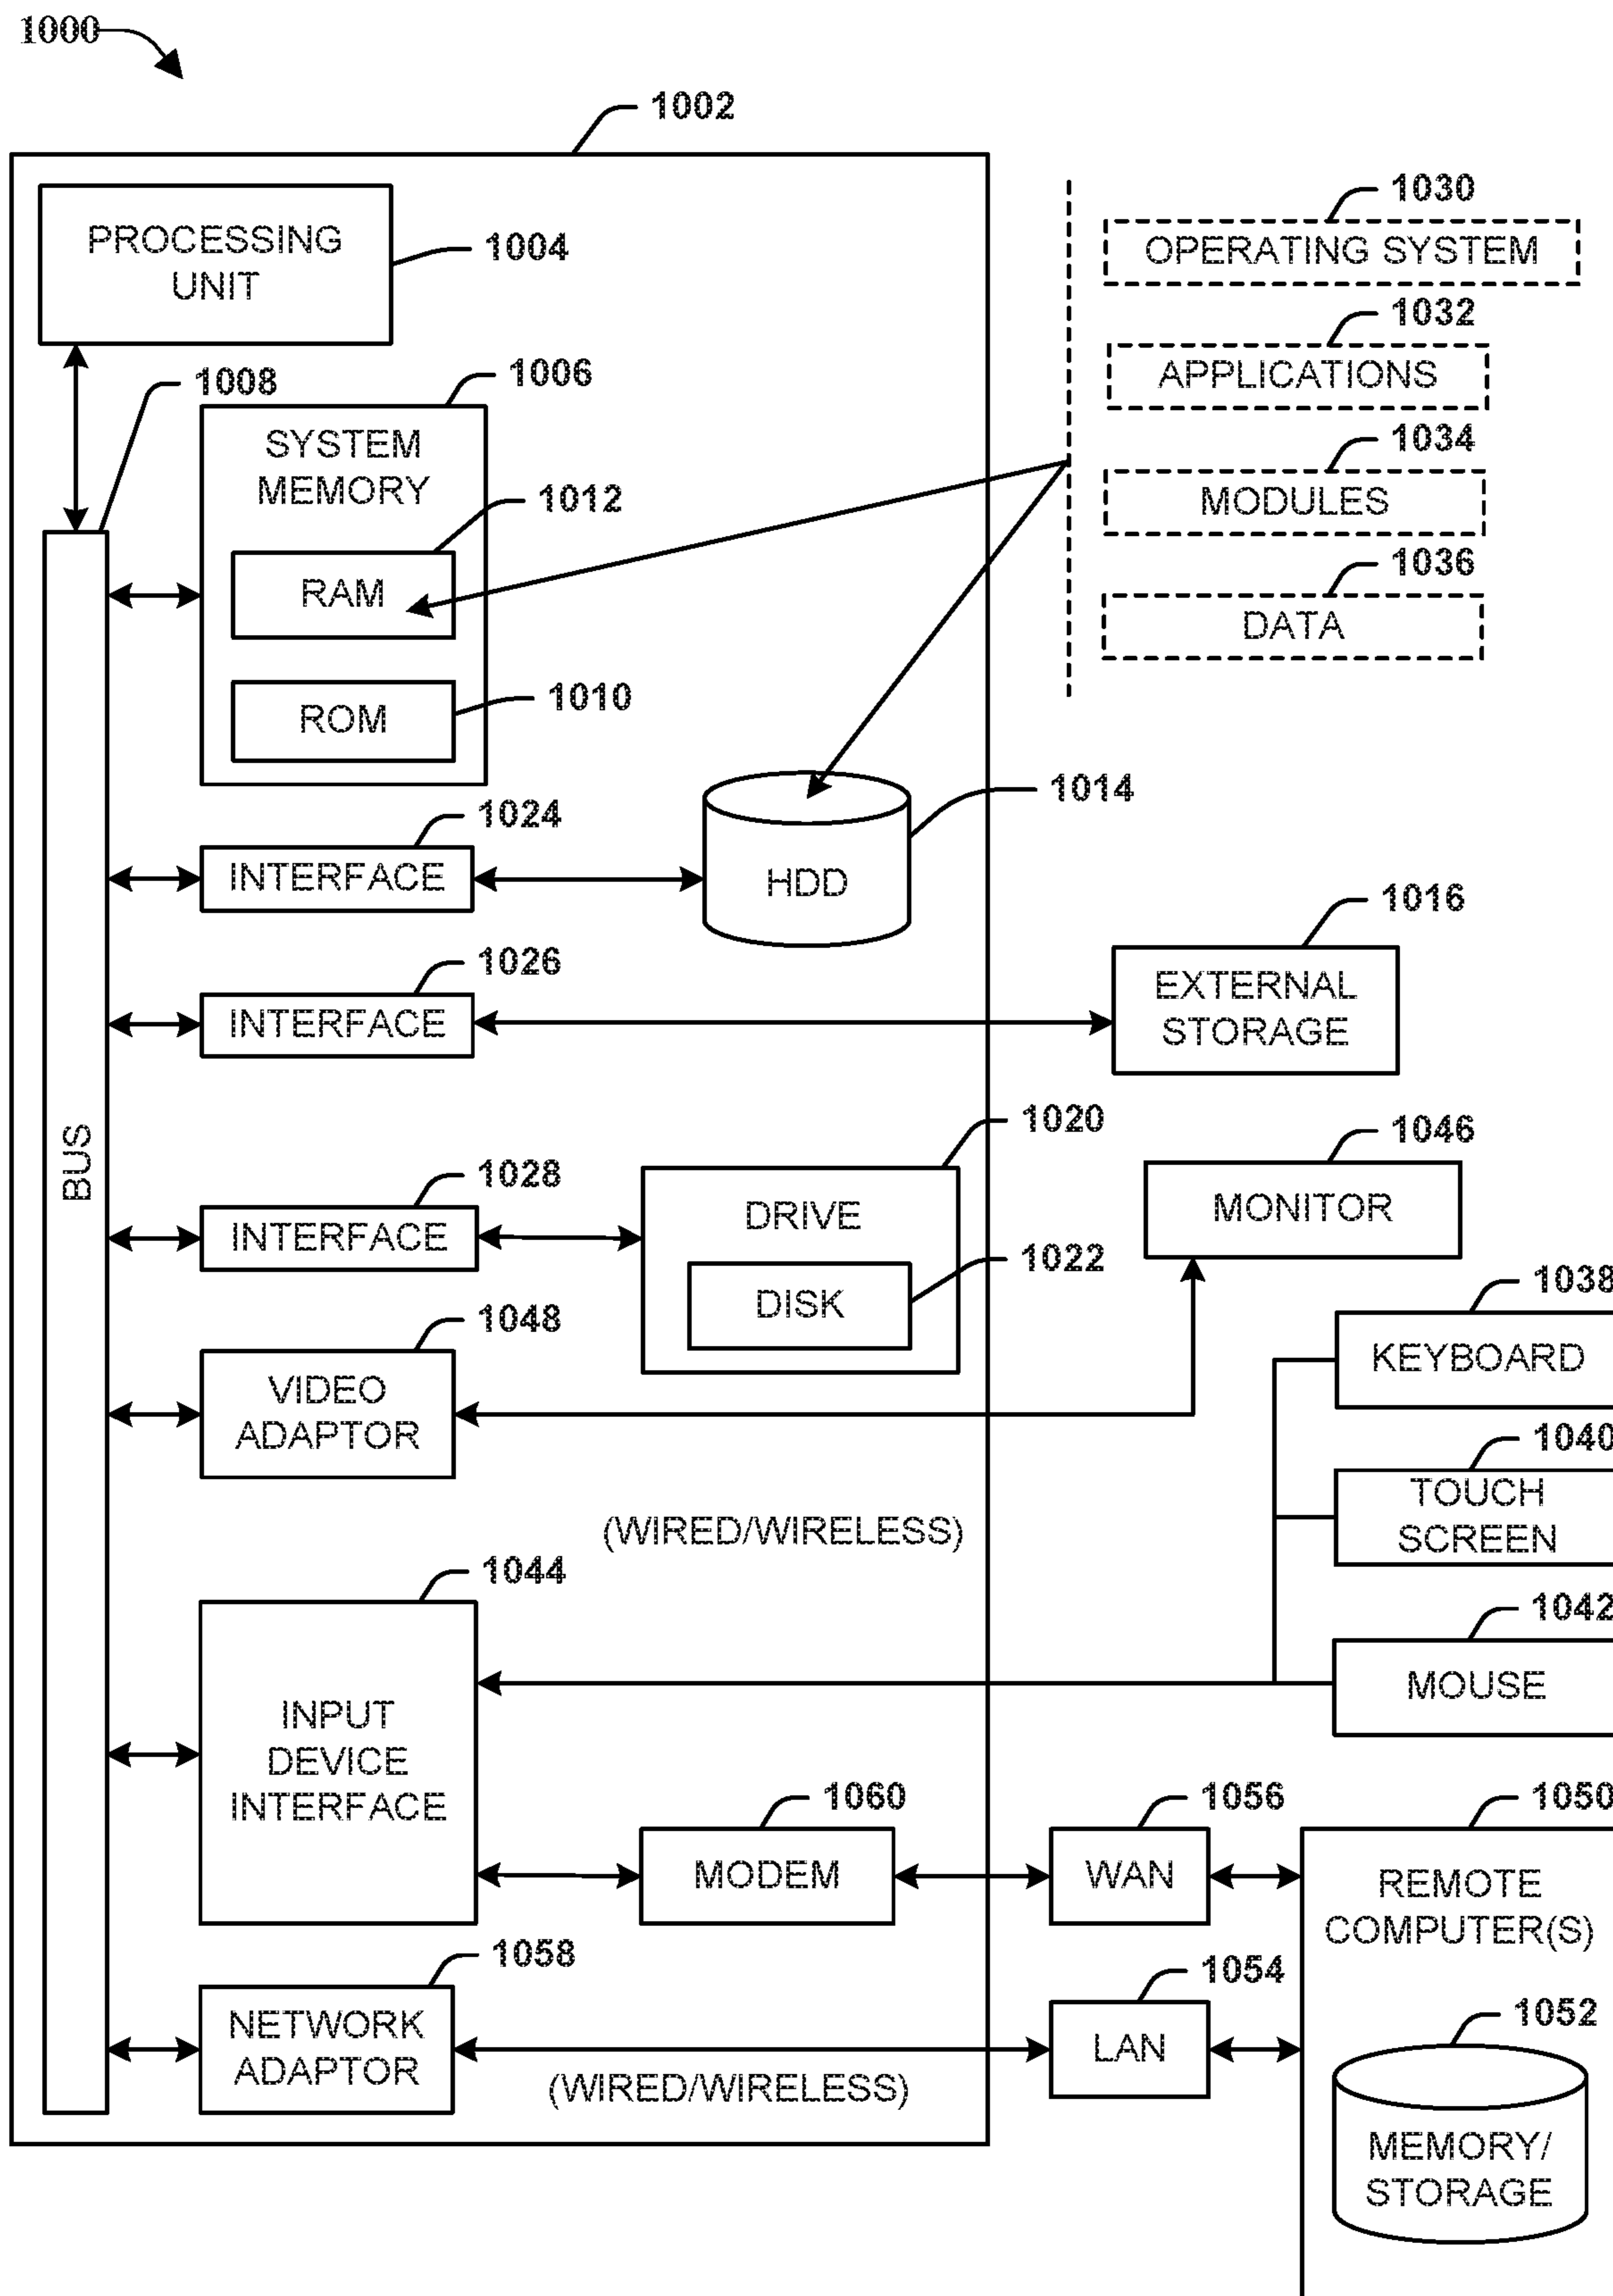 1000
1002
PROCESSING
UNIT
1004
1030
OPERATING SYSTEM
1032
APPLICATIONS
1034
MODULES
1036
DATA
1008
1006
SYSTEM
MEMORY
1012
RAM
1010
ROM
1014
HDD
1024
INTERFACE
1016
EXTERNAL
STORAGE
1026
INTERFACE
BUS
1020
DRIVE
1022
DISK
1028
INTERFACE
1046
MONITOR
1048
VIDEO
ADAPTOR
1038
KEYBOARD
1040
TOUCH
SCREEN
(WIRED/WIRELESS)
1044
INPUT
DEVICE
INTERFACE
1042
MOUSE
1060
MODEM
1056
WAN
1050
REMOTE
COMPUTER(S)
1058
NETWORK
ADAPTOR
(WIRED/WIRELESS)
1054
LAN
1052
MEMORY/
STORAGE